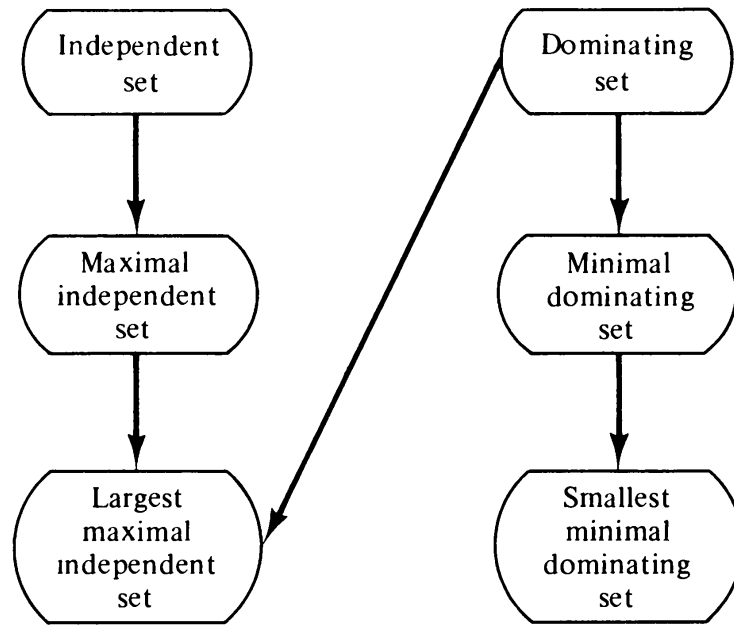 Independent
set
Dominating
set
Maximal
independent
set
Minimal
dominating
set
Largest
maximal
independent
set
Smallest
minimal
dominating
set